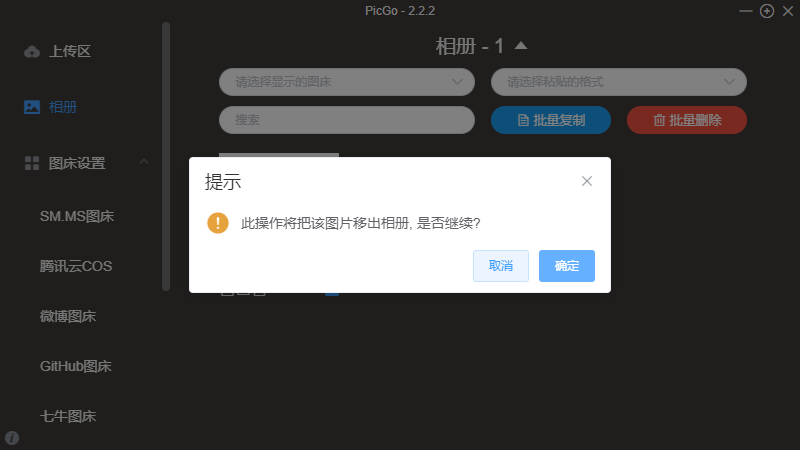 PicGo - 2.2.2
上传区
相册
图床设置
SM.MS图床
腾讯云COS
微博图床
GitHub图床
七牛图床
相册 - 1
请选择显示的图床
请选择粘贴的格式
搜索
批量复制
批量删除
提示
此操作将把该图片移出相册, 是否继续?
取消
确定